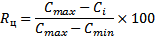 Rц = (Cmax − Ci) / (Cmax − Cmin) × 100